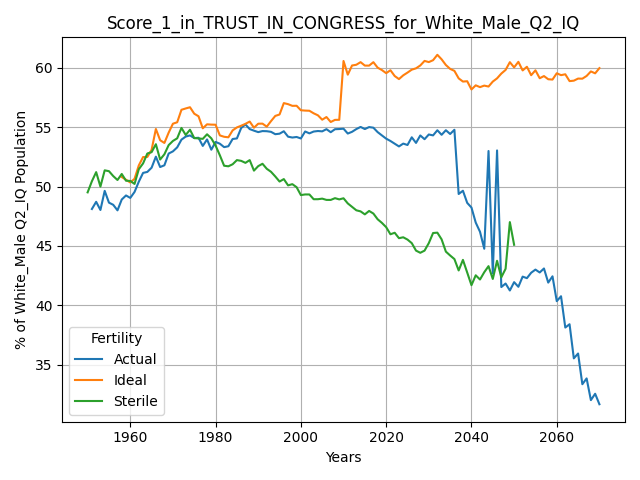 Score_1_in_TRUST_IN_CONGRESS_for_White_Male_Q2_IQ
% of White_Male Q2_IQ Population
60
55
50
45
40
35
Fertility
Actual
Ideal
Sterile
1960 1980 2000 2020 2040 2060
Years